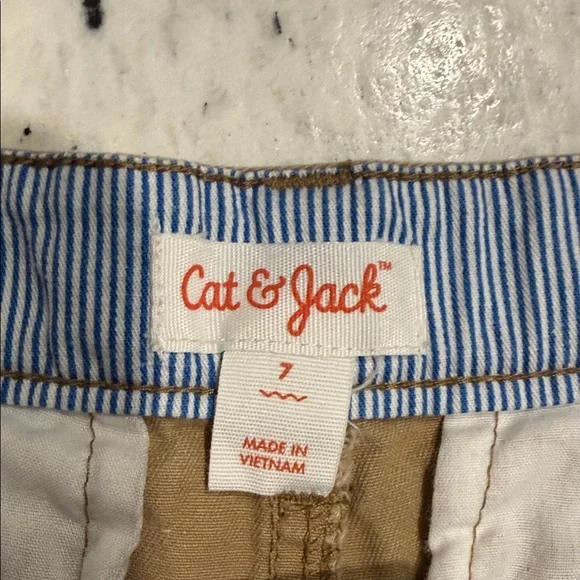 Cat & Jack™
7
MADE IN
VIETNAM